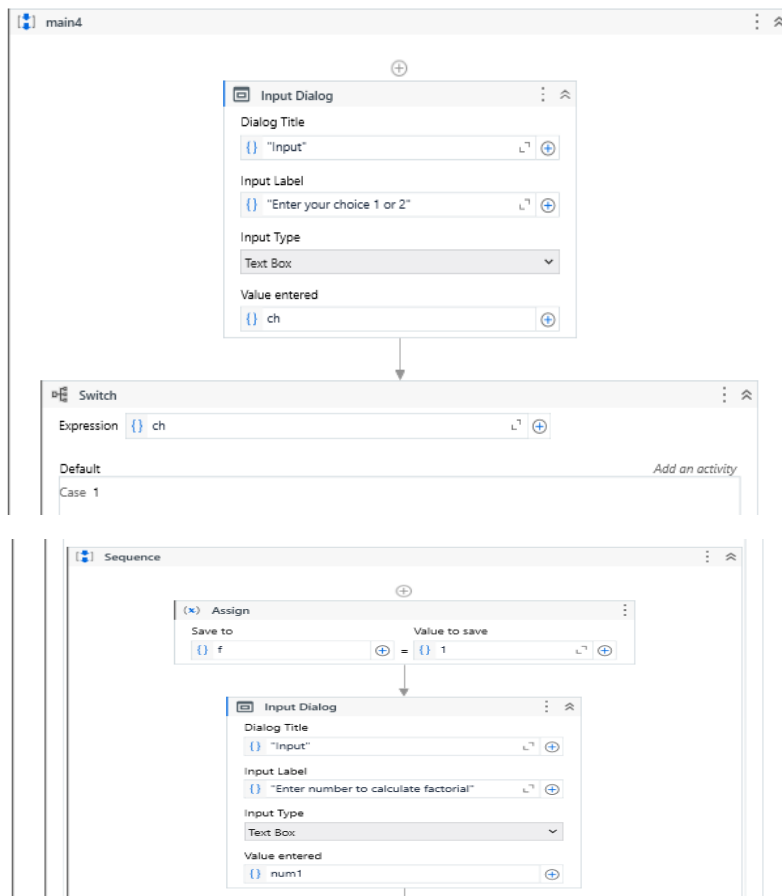 main4
Input Dialog
Dialog Title
"Input"
Input Label
"Enter your choice 1 or 2"
Input Type
Text Box
Value entered
ch
Switch
Expression ch
Default Add an activity
Case 1
Sequence
(x) Assign
Save to Value to save
f = 1
Input Dialog
Dialog Title
"Input"
Input Label
"Enter number to calculate factorial"
Input Type
Text Box
Value entered
num1